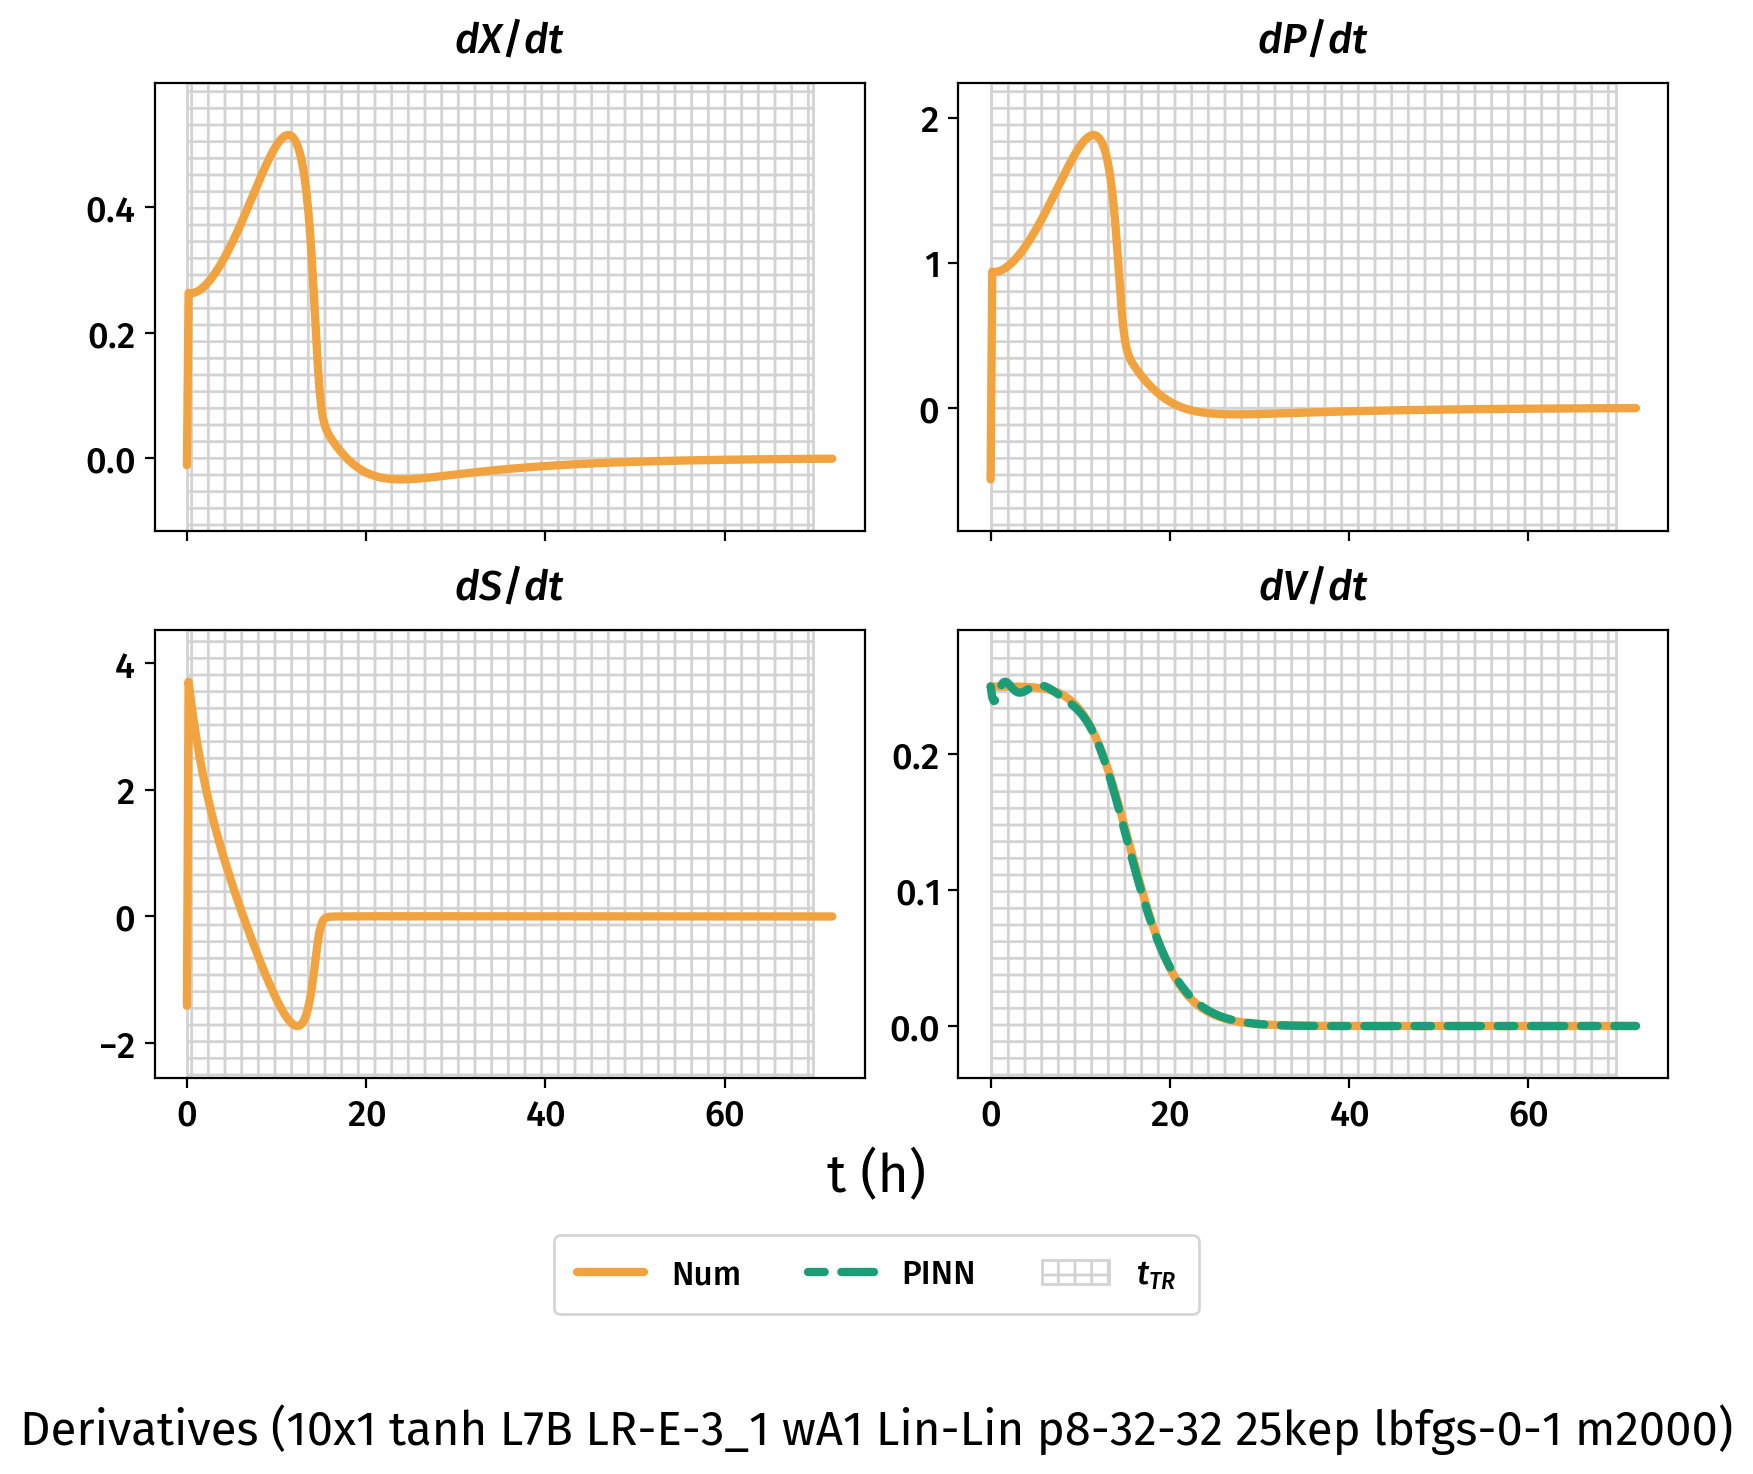 dX/dt
dP/dt
0.4
0.2
0.0
2
1
0
dS/dt
dV/dt
4
2
0
−2
0.2
0.1
0.0
0 20 40 60
0 20 40 60
t (h)
Num PINN t_TR
Derivatives (10x1 tanh L7B LR-E-3_1 wA1 Lin-Lin p8-32-32 25kep lbfgs-0-1 m2000)